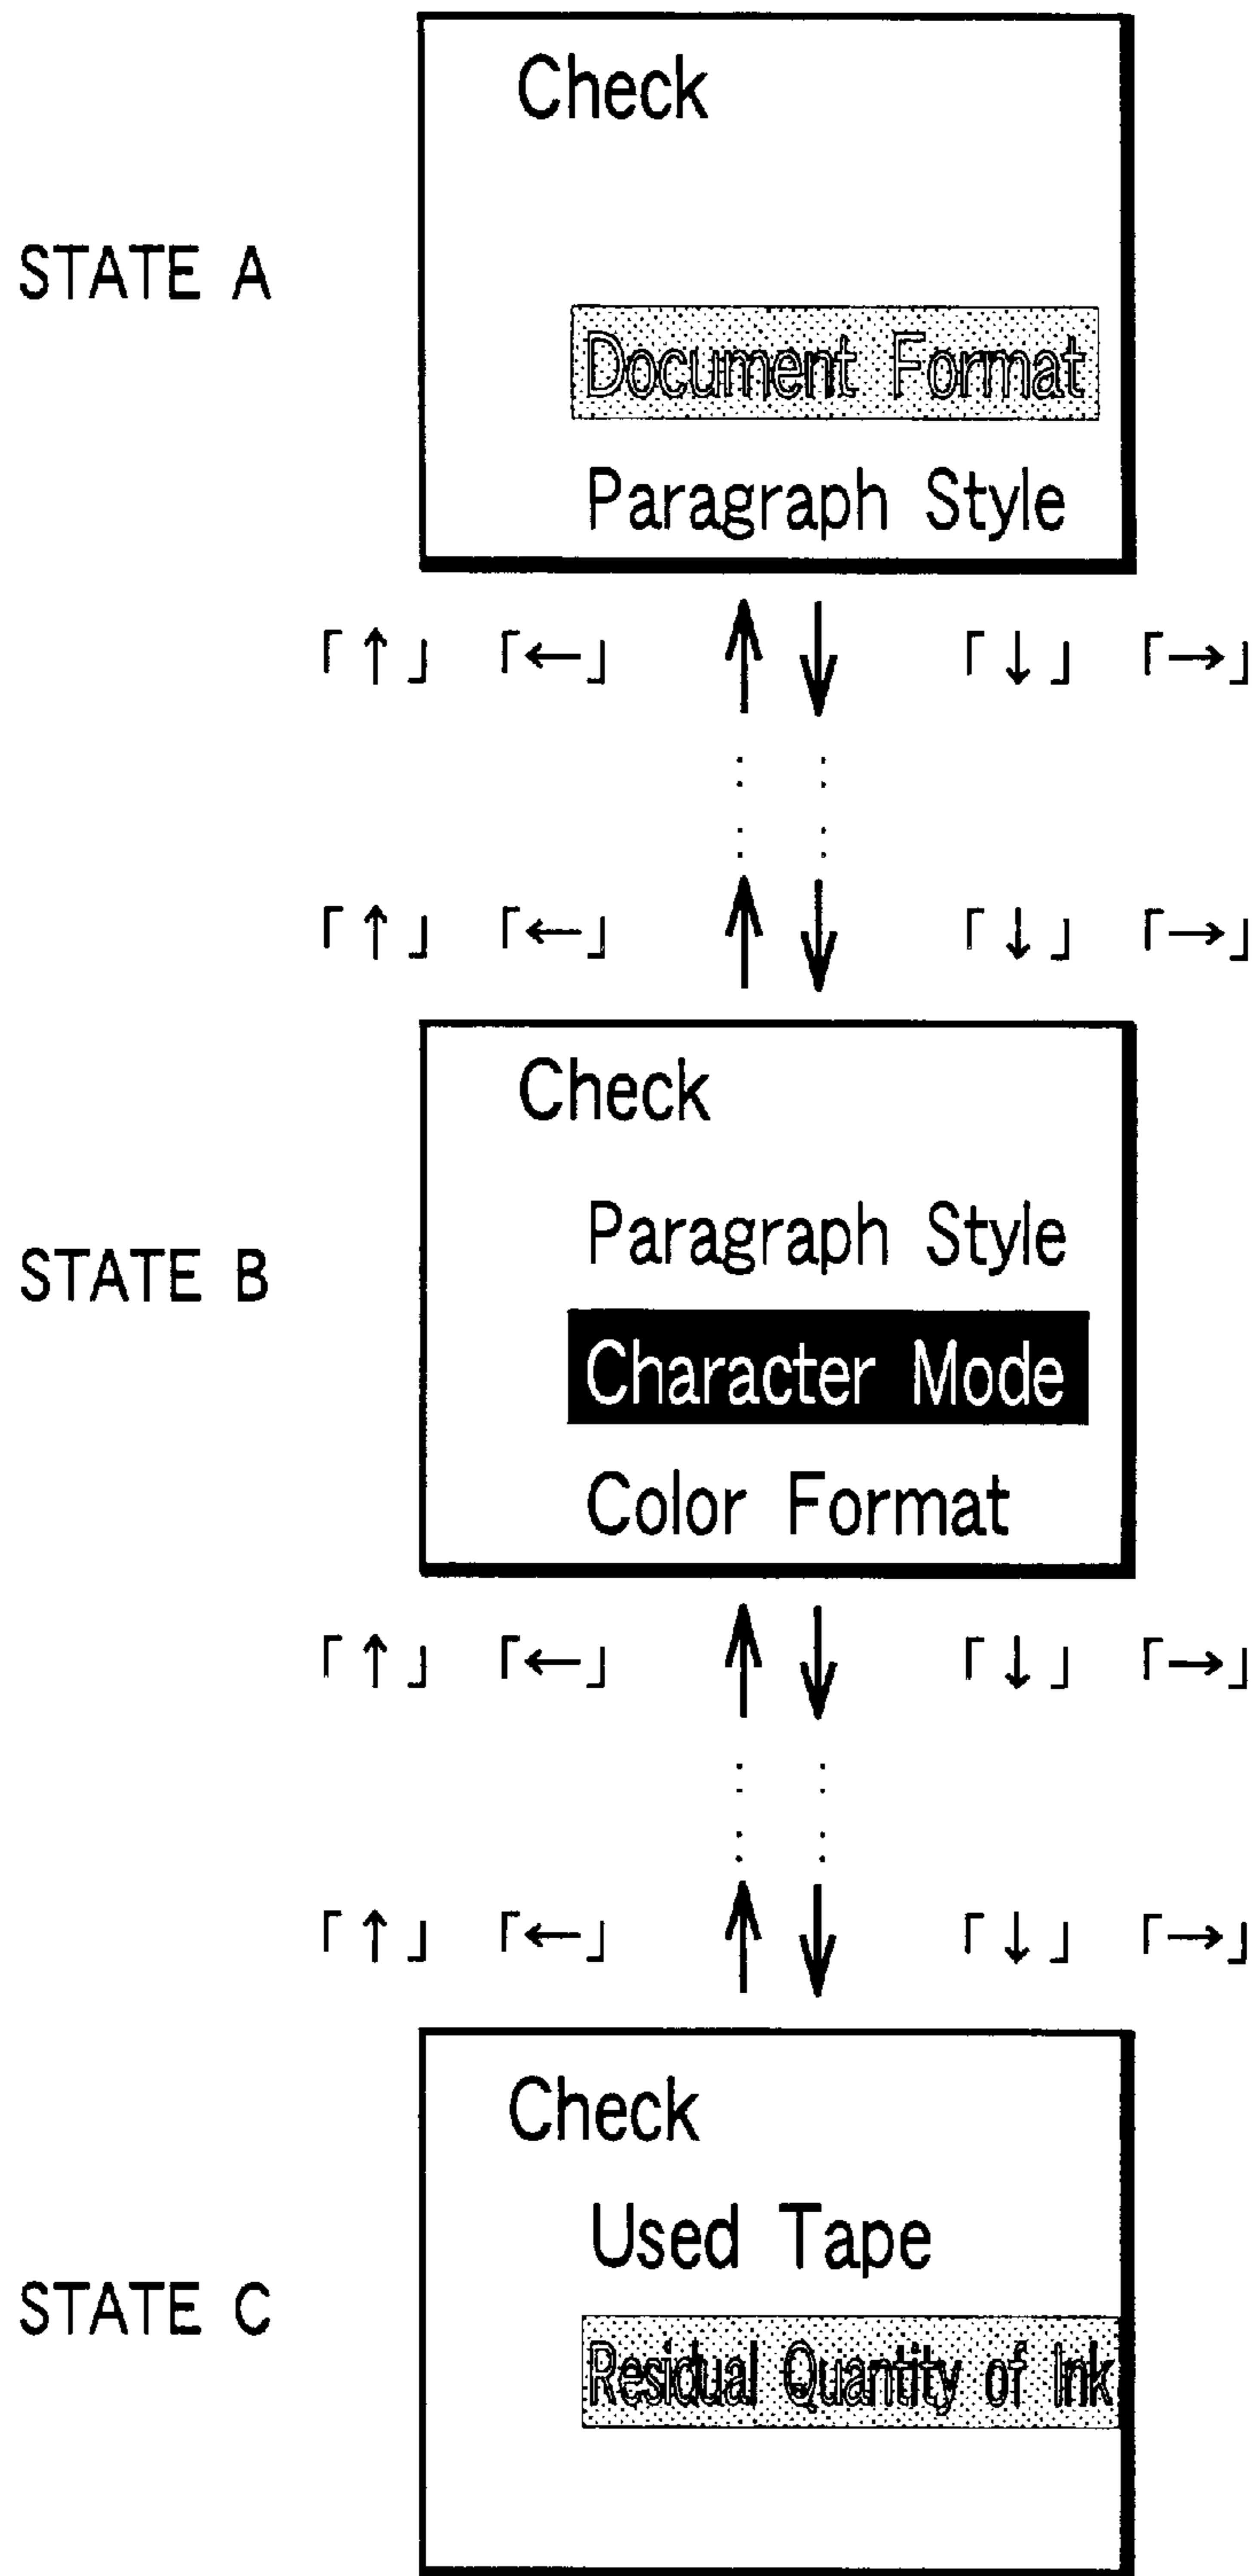 Check
STATE A
Document Format
Paragraph Style
「↑」 「←」 「↓」 「→」
「↑」 「←」 「↓」 「→」
Check
Paragraph Style
STATE B
Character Mode
Color Format
「↑」 「←」 「↓」 「→」
「↑」 「←」 「↓」 「→」
Check
Used Tape
STATE C
Residual Quantity of Ink